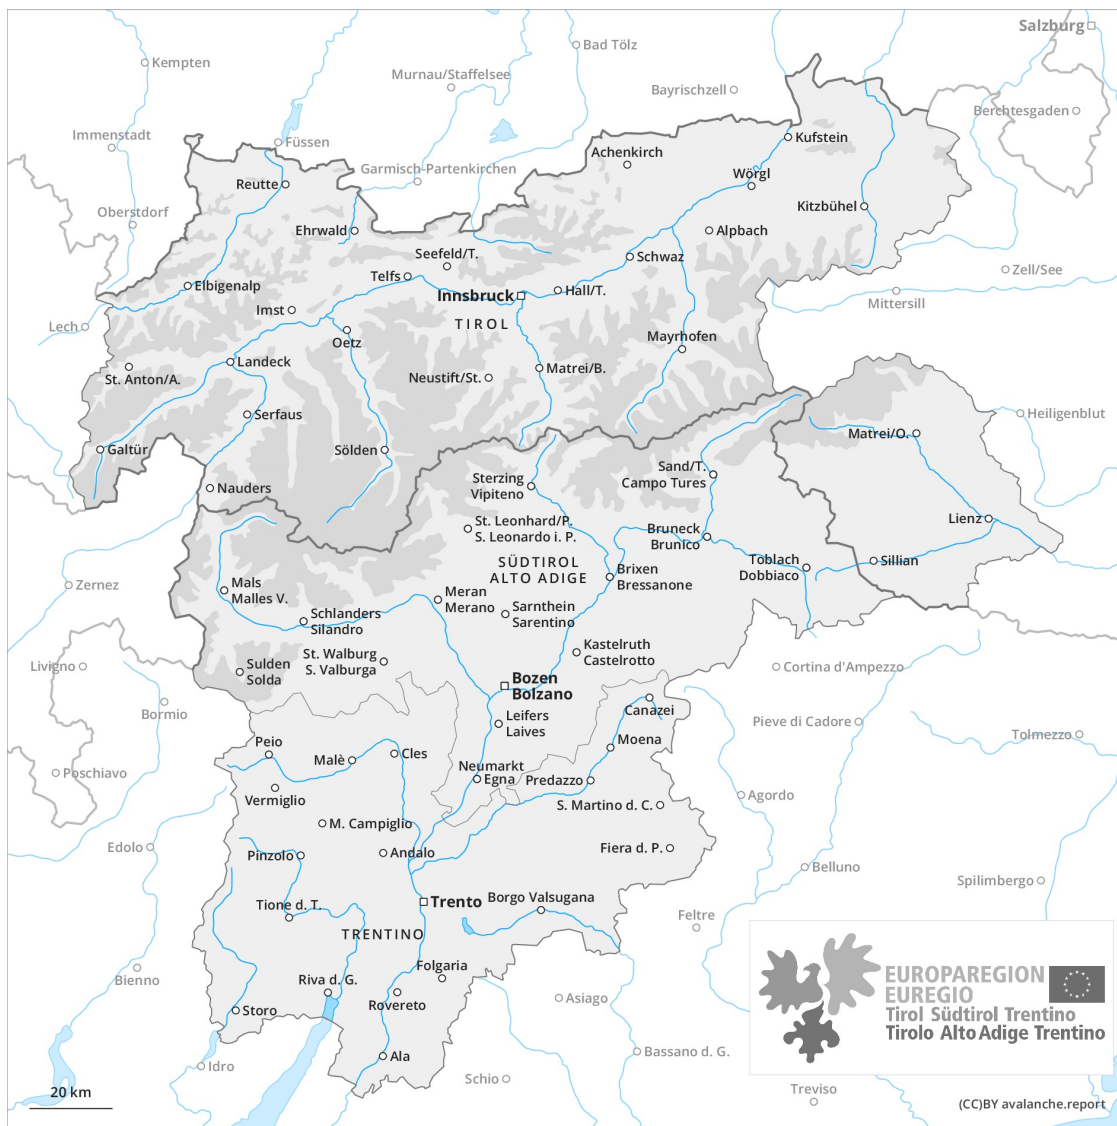 Salzburg
Bad Tölz
Kempten
Murnau/Staffelsee
Bayrischzell
Berchtesgaden
Immenstadt
Füssen
Kufstein
Achenkirch
Garmisch-Partenkirchen
Wörgl
Reutte
Kitzbühel
Oberstdorf
Ehrwald
Alpbach
Seefeld/T.
Schwaz
Telfs
Zell/See
Elbigenalp
Innsbruck
Hall/T.
Mittersill
Imst
TIROL
Lech
Oetz
Mayrhofen
Landeck
Matrei/B.
St. Anton/A.
Neustift/St.
Serfaus
Heiligenblut
Matrei/O.
Galtür
Sölden
Sand/T.
Campo Tures
Sterzing
Vipiteno
Nauders
Lienz
St. Leonhard/P.
S. Leonardo i. P.
Bruneck
Brunico
SÜDTIROL
ALTO ADIGE
Toblach
Dobbiaco
Sillian
Brixen
Bressanone
Zernez
Mals
Malles V.
Meran
Merano
Schlanders
Silandro
Sarnthein
Sarentino
Kastelruth
Castelrotto
St. Walburg
S. Valburga
Livigno
Sulden
Solda
Cortina d'Ampezzo
Bozen
Bolzano
Bormio
Canazei
Leifers
Laives
Pieve di Cadore
Tolmezzo
Peio
Moena
Malè
Cles
Poschiavo
Neumarkt
Egna
Predazzo
Vermiglio
Agordo
S. Martino d. C.
M. Campiglio
Edolo
Pinzolo
Andalo
Fiera d. P.
Belluno
Spilimbergo
Tione d. T.
Trento
Borgo Valsugana
Feltre
TRENTINO
Bienno
Folgaria
Riva d. G.
Rovereto
Asiago
Storo
EUROPAREGION
EUREGIO
Tirol Südtirol Trentino
Tirolo Alto Adige Trentino
Ala
Bassano d. G.
Idro
Schio
Treviso
20 km
(CC)BY avalanche.report